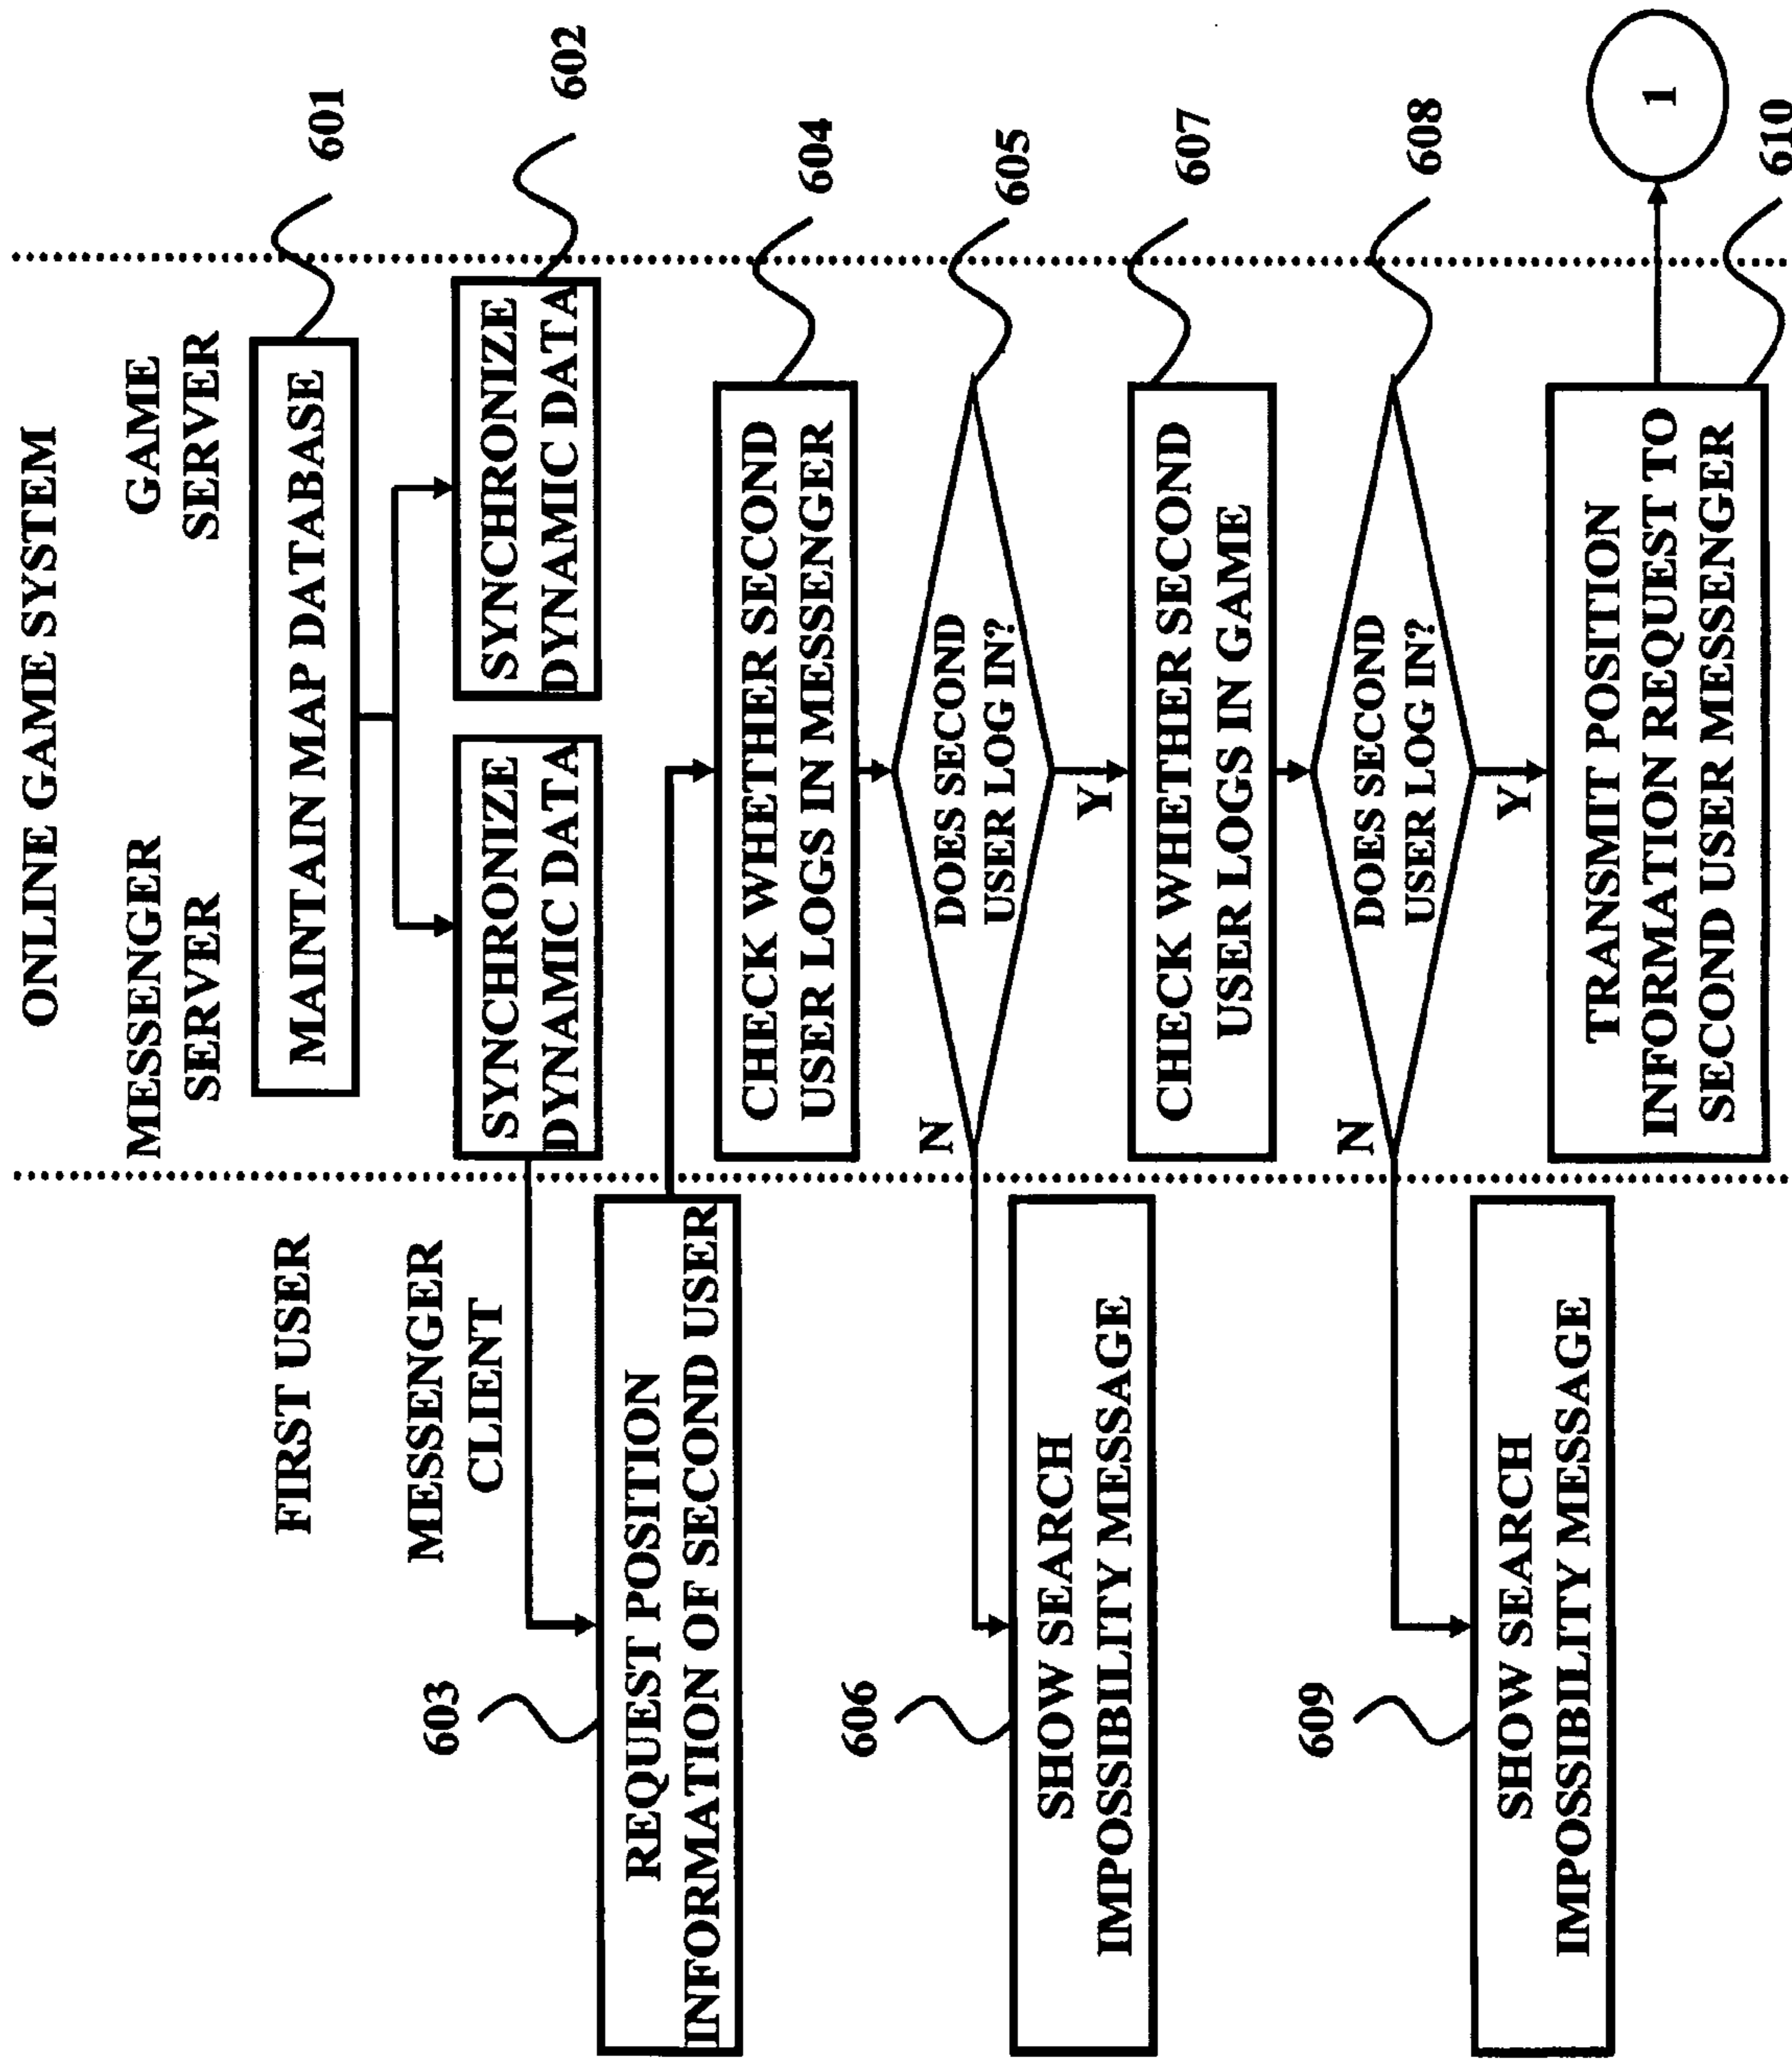 ONLINE GAME SYSTEM
MESSENGER
SERVER
GAME
SERVER
FIRST USER
MESSENGER
CLIENT
MAINTAIN MAP DATABASE
601
SYNCHRONIZE
DYNAMIC DATA
SYNCHRONIZE
DYNAMIC DATA
602
603
REQUEST POSITION
INFORMATION OF SECOND USER
CHECK WHETHER SECOND
USER LOGS IN MESSENGER
604
DOES SECOND
USER LOG IN?
605
N
Y
606
SHOW SEARCH
IMPOSSIBILITY MESSAGE
CHECK WHETHER SECOND
USER LOGS IN GAME
607
DOES SECOND
USER LOG IN?
608
N
Y
609
SHOW SEARCH
IMPOSSIBILITY MESSAGE
TRANSMIT POSITION
INFORMATION REQUEST TO
SECOND USER MESSENGER
1
610